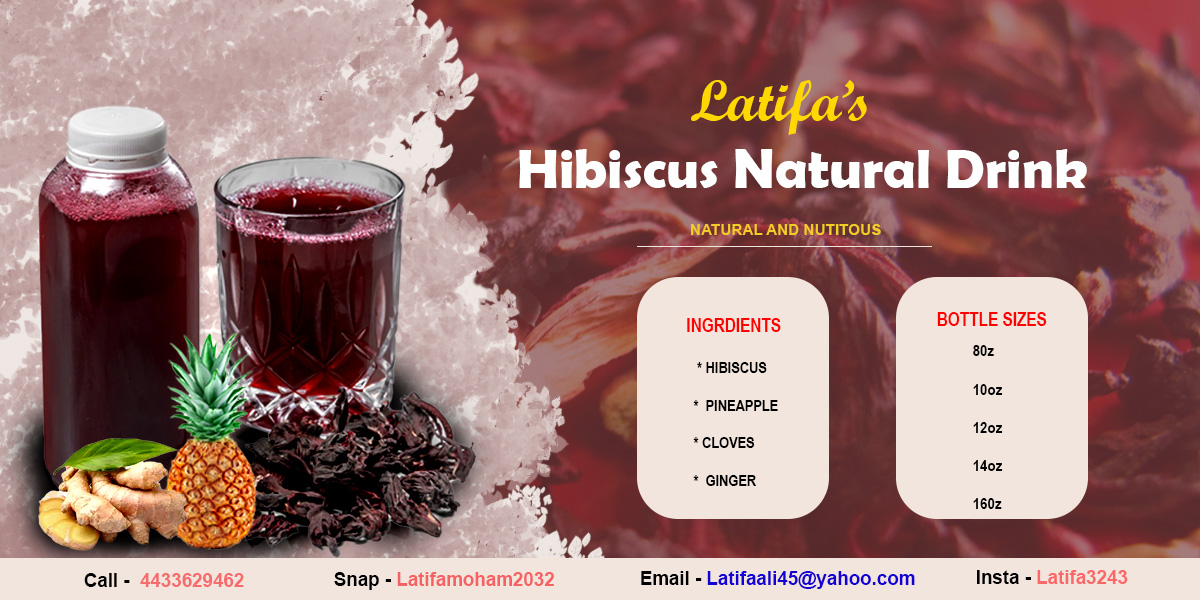 Latifa's
Hibiscus Natural Drink
NATURAL AND NUTITOUS
INGRDIENTS
* HIBISCUS
* PINEAPPLE
* CLOVES
* GINGER
BOTTLE SIZES
80z
10oz
12oz
14oz
160z
Call - 4433629462
Snap - Latifamoham2032
Email - Latifaali45@yahoo.com
Insta - Latifa3243